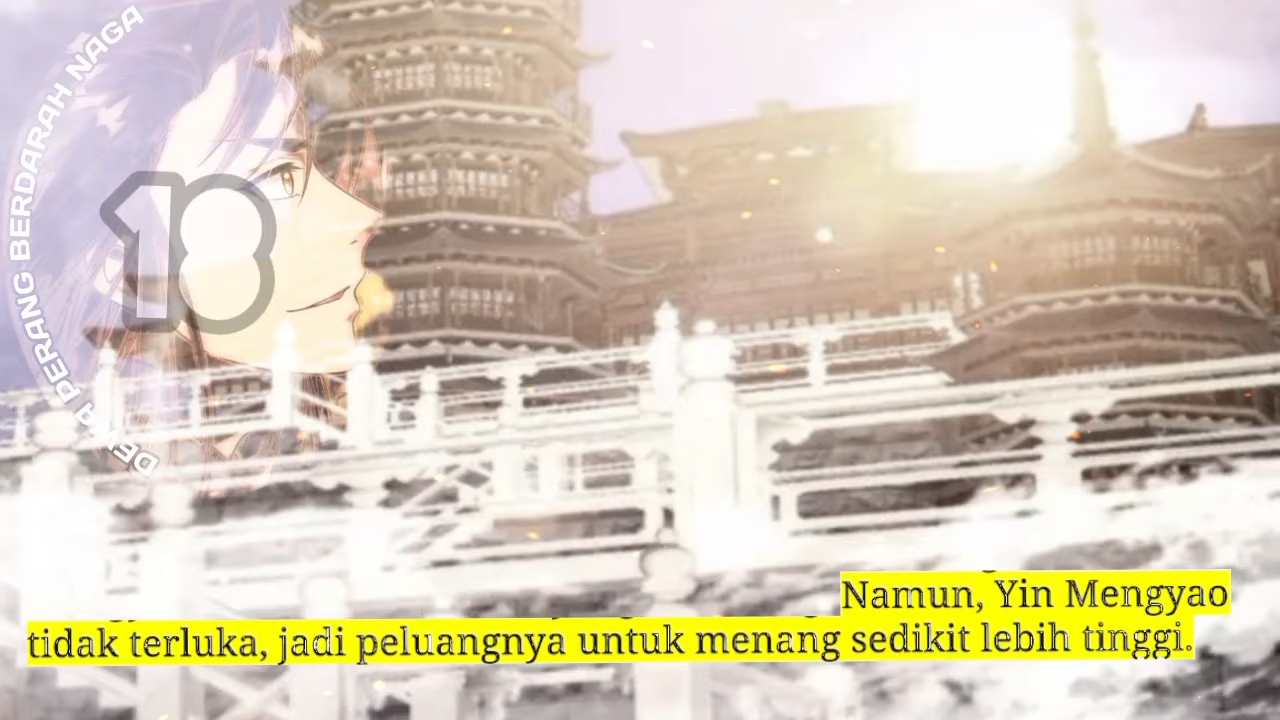 DEWA PERANG BERDARAH NAGA
18
Namun, Yin Mengyao
tidak terluka, jadi peluangnya untuk menang sedikit lebih tinggi.